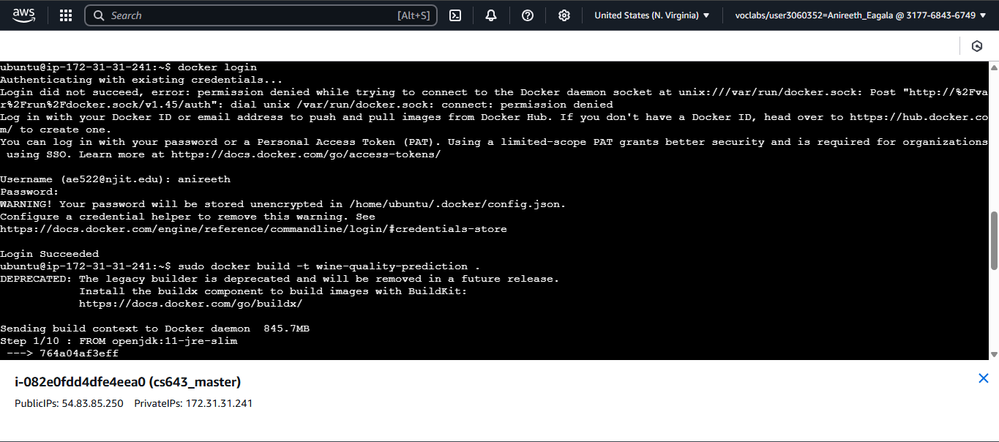 aws
Search [Alt+S]
United States (N. Virginia) ▼
voclabs/user3060352=Anireeth_Eagala @ 3177-6843-6749 ▼
ubuntu@ip-172-31-31-241:~$ docker login
Authenticating with existing credentials...
Login did not succeed, error: permission denied while trying to connect to the Docker daemon socket at unix:///var/run/docker.sock: Post "http://%2Fva
r%2Frun%2Fdocker.sock/v1.45/auth": dial unix /var/run/docker.sock: connect: permission denied
Log in with your Docker ID or email address to push and pull images from Docker Hub. If you don't have a Docker ID, head over to https://hub.docker.co
m/ to create one.
You can log in with your password or a Personal Access Token (PAT). Using a limited-scope PAT grants better security and is required for organizations
 using SSO. Learn more at https://docs.docker.com/go/access-tokens/
Username (ae522@njit.edu): anireeth
Password:
WARNING! Your password will be stored unencrypted in /home/ubuntu/.docker/config.json.
Configure a credential helper to remove this warning. See
https://docs.docker.com/engine/reference/commandline/login/#credentials-store
Login Succeeded
ubuntu@ip-172-31-31-241:~$ sudo docker build -t wine-quality-prediction .
DEPRECATED: The legacy builder is deprecated and will be removed in a future release.
            Install the buildx component to build images with BuildKit:
            https://docs.docker.com/go/buildx/
Sending build context to Docker daemon  845.7MB
Step 1/10 : FROM openjdk:11-jre-slim
 ---> 764a04af3eff
i-082e0fdd4dfe4eea0 (cs643_master)
PublicIPs: 54.83.85.250 PrivateIPs: 172.31.31.241